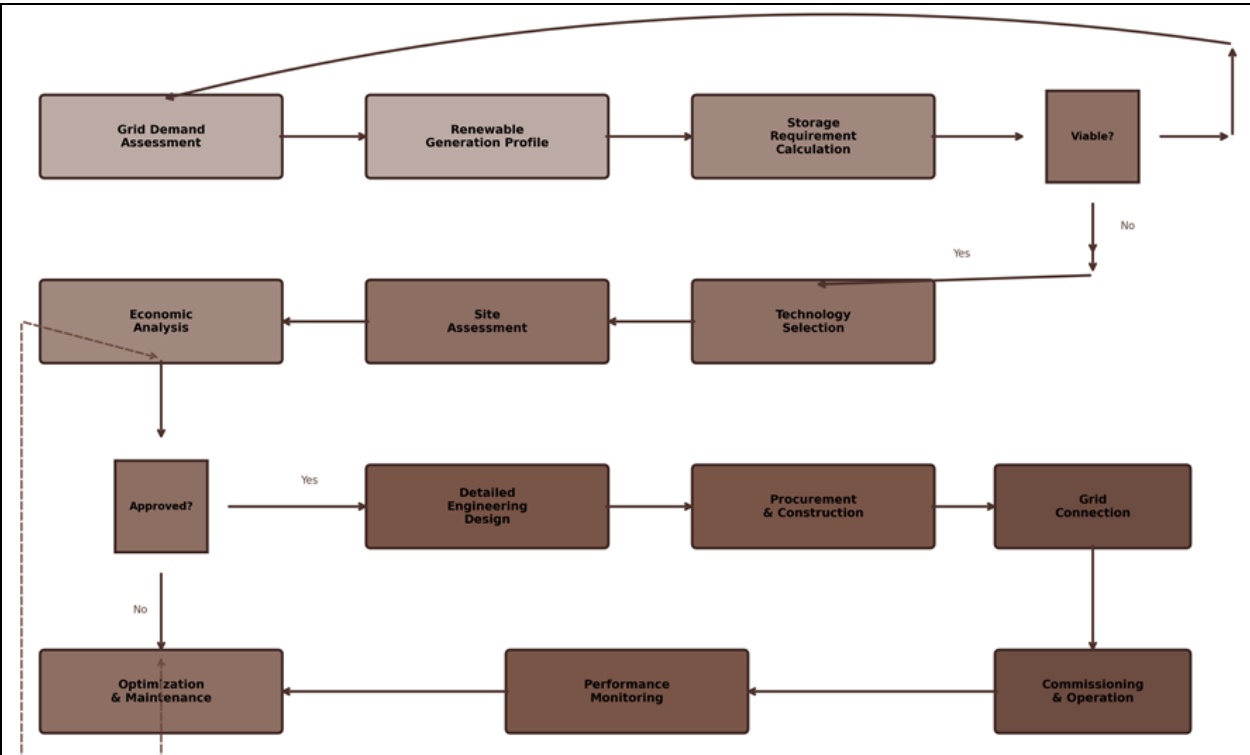 Grid Demand
Assessment
Renewable
Generation Profile
Storage
Requirement
Calculation
Viable?
No
Yes
Economic
Analysis
Site
Assessment
Technology
Selection
Approved?
Yes
Detailed
Engineering
Design
Procurement
& Construction
Grid
Connection
No
Optimization
& Maintenance
Performance
Monitoring
Commissioning
& Operation